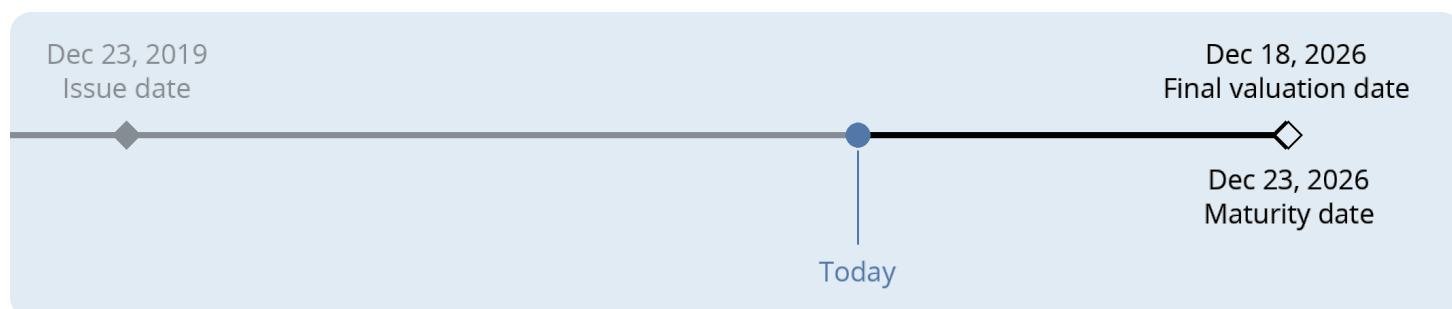 Dec 23, 2019
Issue date
Dec 18, 2026
Final valuation date
Dec 23, 2026
Maturity date
Today